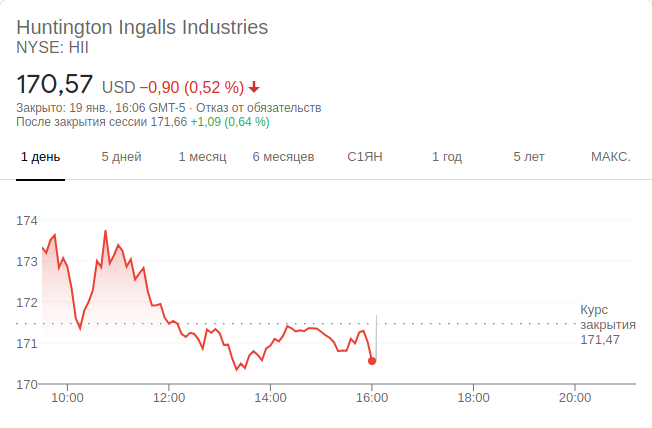 Huntington Ingalls Industries
NYSE: HII
170,57 USD −0,90 (0,52 %)
Закрыто: 19 янв., 16:06 GMT-5 · Отказ от обязательств
После закрытия сессии 171,66 +1,09 (0,64 %)
1 день 5 дней 1 месяц 6 месяцев С1ЯН 1 год 5 лет МАКС.
174
173
172
Курс
закрытия
171,47
171
170
10:00 12:00 14:00 16:00 18:00 20:00